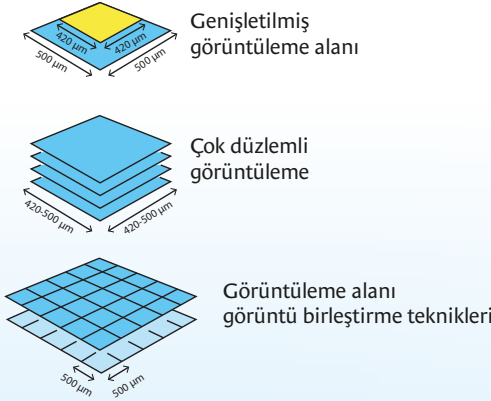 420 µm
420 µm
500 µm
500 µm
Genişletilmiş
görüntüleme alanı
Çok düzlemli
görüntüleme
420-500 µm
420-500 µm
Görüntüleme alanı
görüntü birleştirme teknikleri
500 µm
500 µm